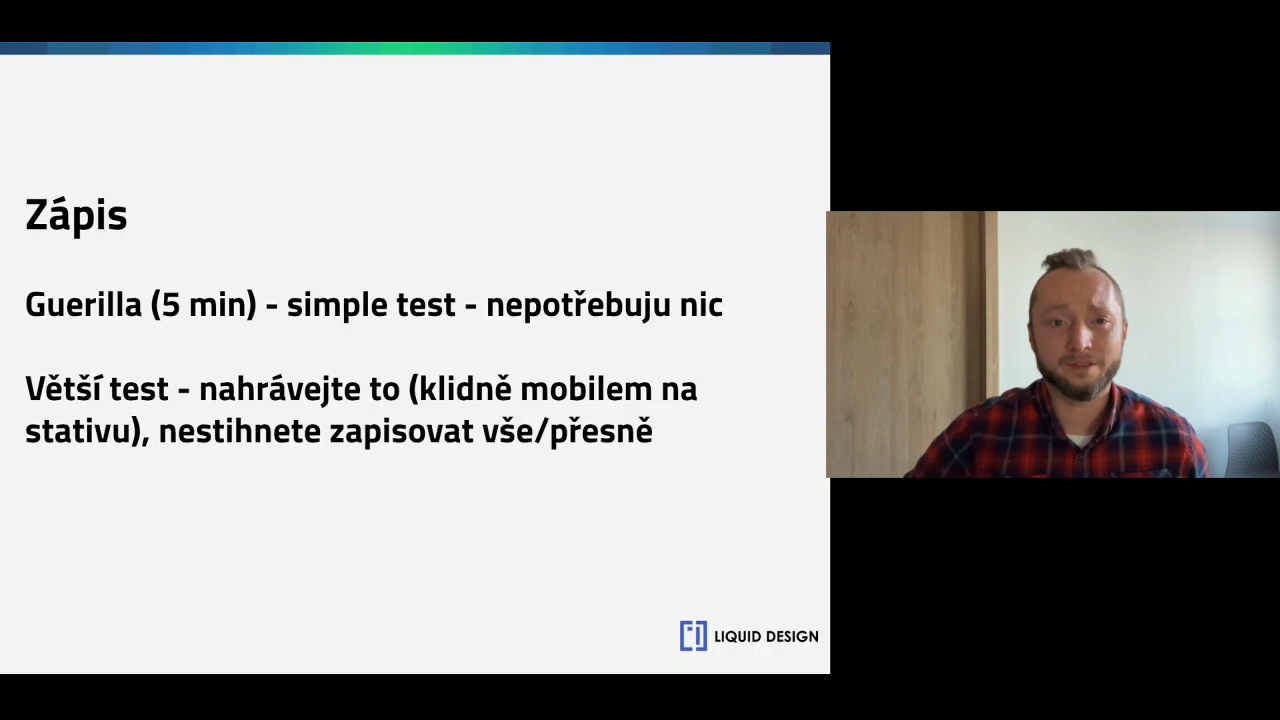 Zápis
Guerilla (5 min) - simple test - nepotřebuju nic
Větší test - nahrávejte to (klidně mobilem na
stativu), nestihnete zapisovat vše/přesně
LIQUID DESIGN